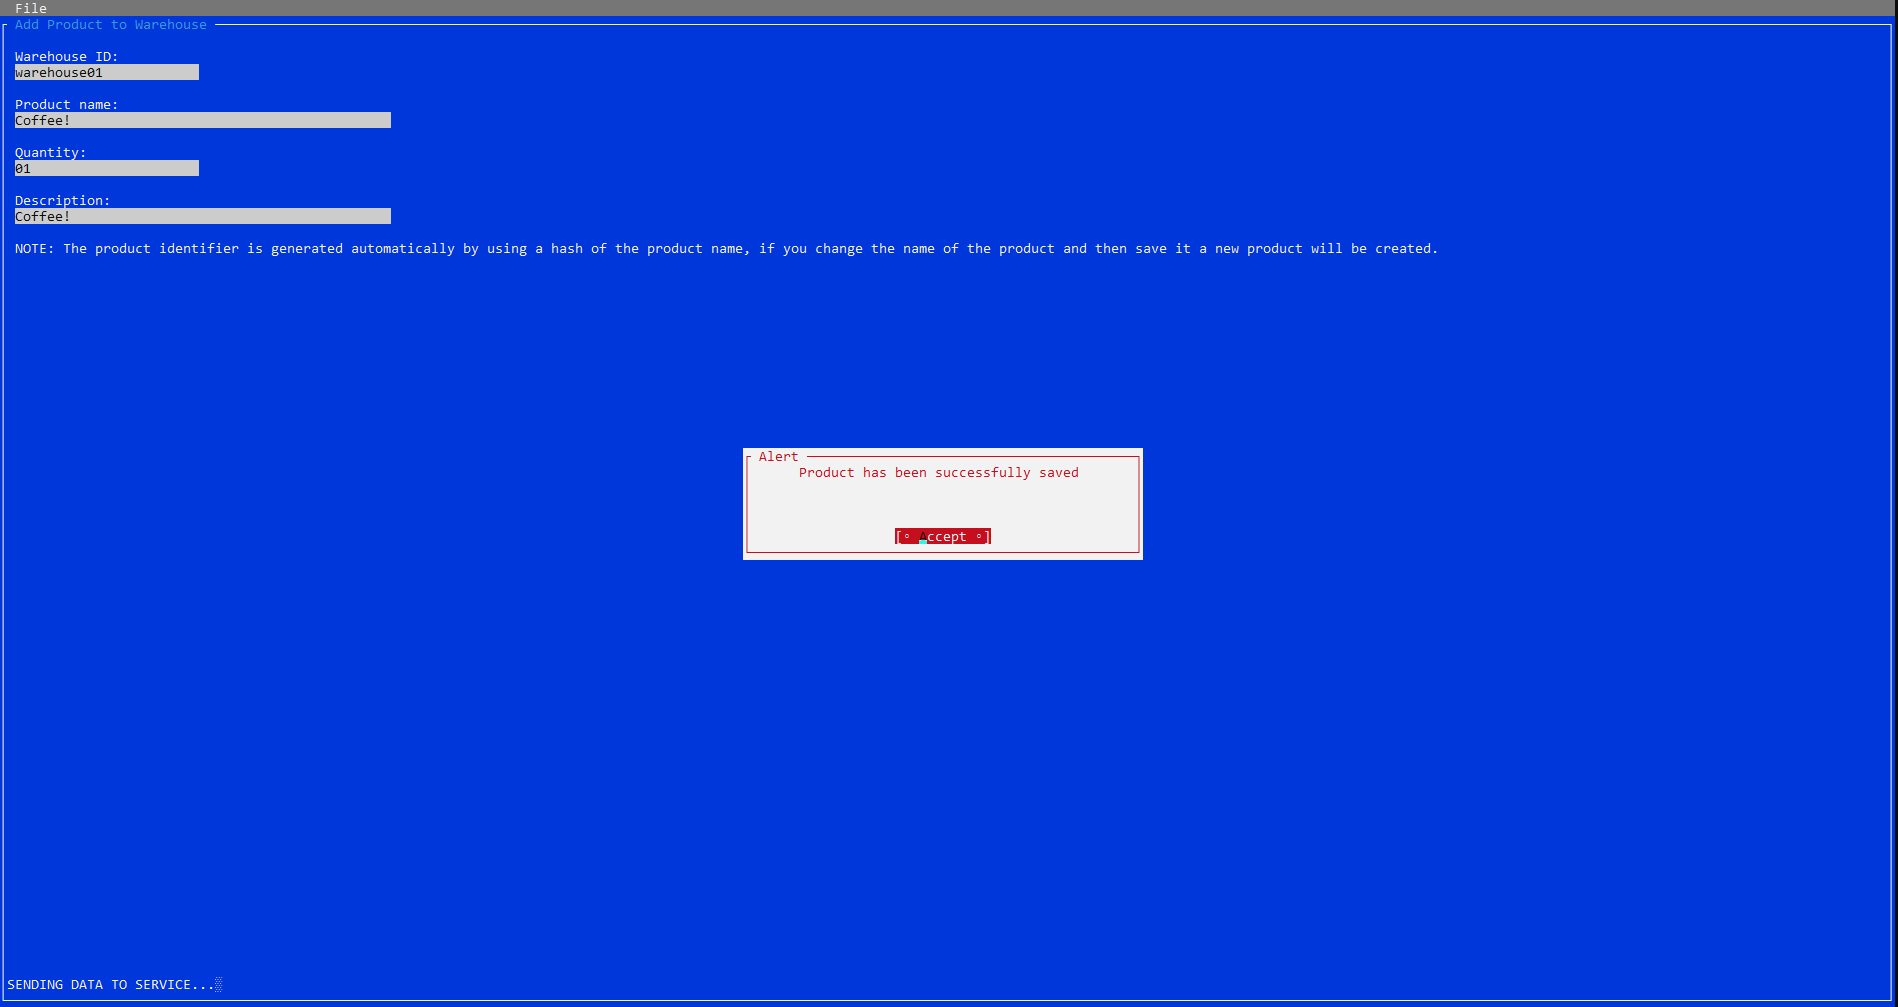 File
Add Product to Warehouse
Warehouse ID:
warehouse01
Product name:
Coffee!
Quantity:
01
Description:
Coffee!
NOTE: The product identifier is generated automatically by using a hash of the product name, if you change the name of the product and then save it a new product will be created.
Alert
Product has been successfully saved
[◦ Accept ◦]
SENDING DATA TO SERVICE...